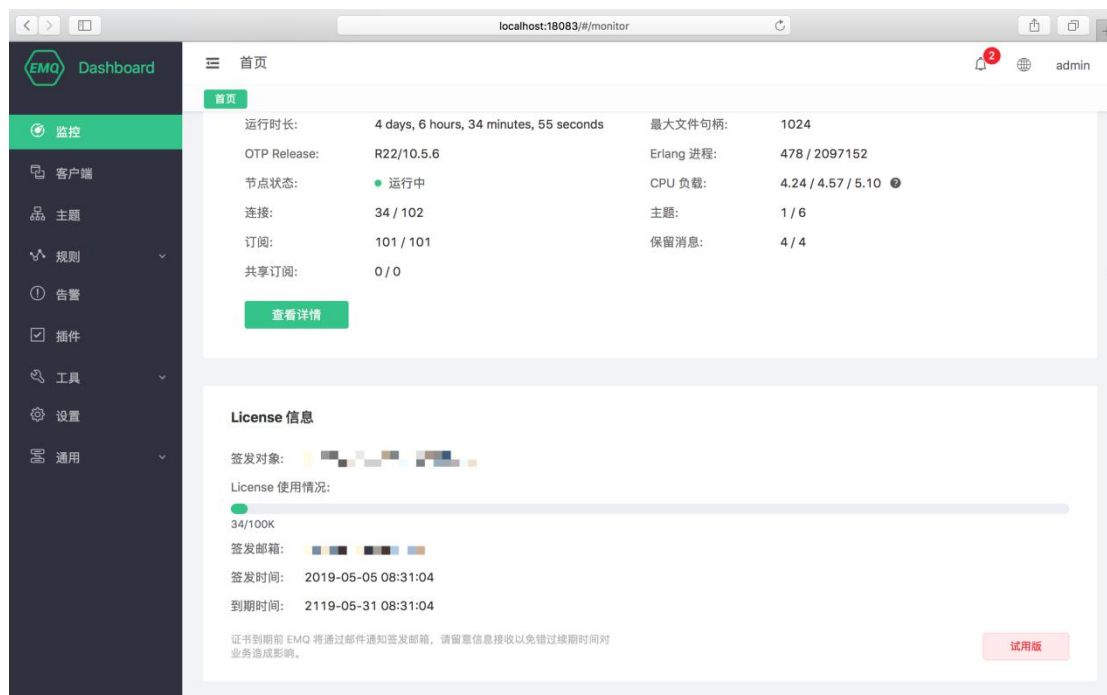 localhost:18083/#/monitor
EMQ Dashboard
首页
2
admin
首页
监控
客户端
主题
规则
告警
插件
工具
设置
通用
运行时长: 4 days, 6 hours, 34 minutes, 55 seconds 最大文件句柄: 1024
OTP Release: R22/10.5.6 Erlang 进程: 478 / 2097152
节点状态: 运行中 CPU 负载: 4.24 / 4.57 / 5.10 ?
连接: 34 / 102 主题: 1 / 6
订阅: 101 / 101 保留消息: 4 / 4
共享订阅: 0 / 0
查看详情
License 信息
签发对象:
License 使用情况:
34/100K
签发邮箱:
签发时间: 2019-05-05 08:31:04
到期时间: 2119-05-31 08:31:04
证书到期前 EMQ 将通过邮件通知签发邮箱，请留意信息接收以免错过续期时间对
业务造成影响。
试用版